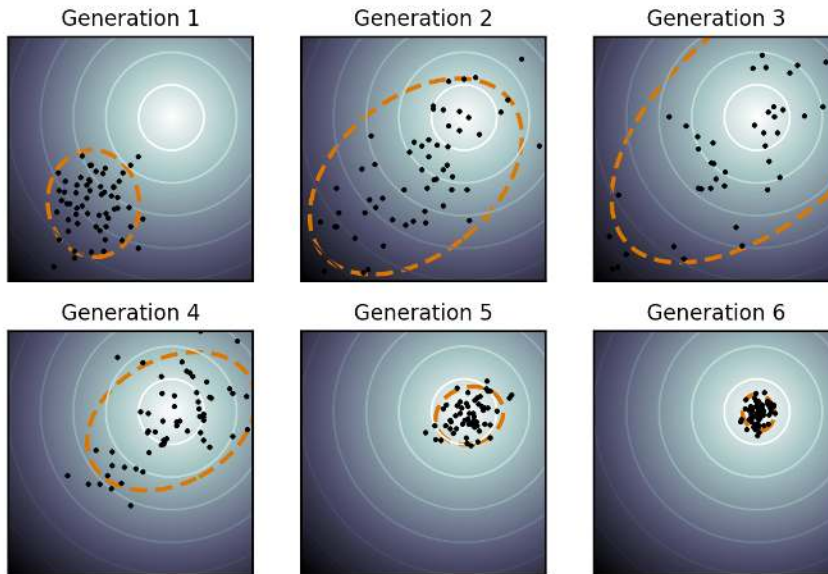 Generation 1
Generation 2
Generation 3
Generation 4
Generation 5
Generation 6